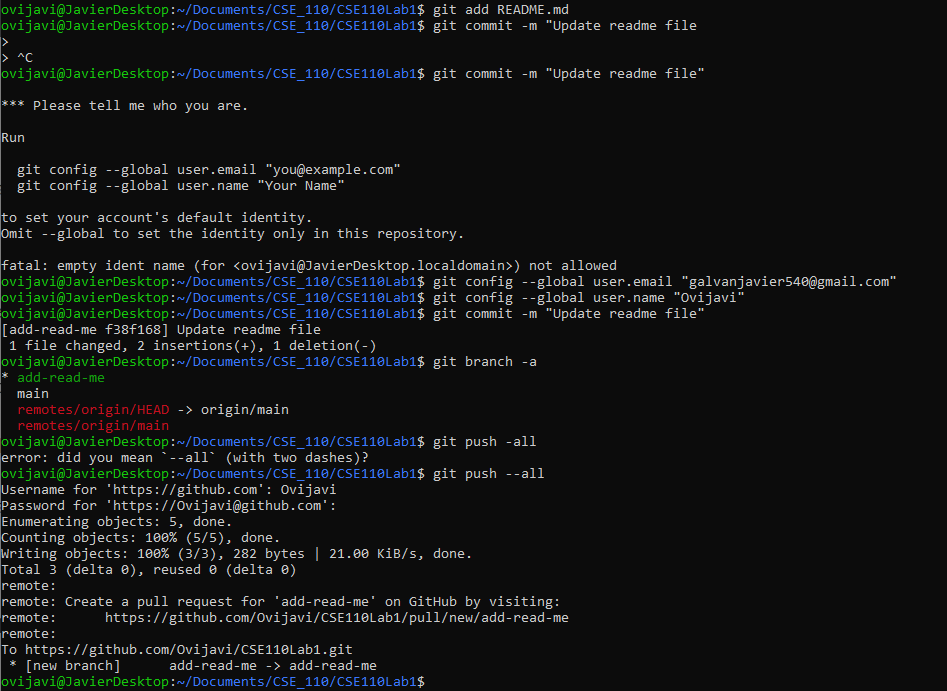 ovijavi@JavierDesktop:~/Documents/CSE_110/CSE110Lab1$ git add README.md
ovijavi@JavierDesktop:~/Documents/CSE_110/CSE110Lab1$ git commit -m "Update readme file
>
> ^C
ovijavi@JavierDesktop:~/Documents/CSE_110/CSE110Lab1$ git commit -m "Update readme file"

*** Please tell me who you are.

Run

  git config --global user.email "you@example.com"
  git config --global user.name "Your Name"

to set your account's default identity.
Omit --global to set the identity only in this repository.

fatal: empty ident name (for <ovijavi@JavierDesktop.localdomain>) not allowed
ovijavi@JavierDesktop:~/Documents/CSE_110/CSE110Lab1$ git config --global user.email "galvanjavier540@gmail.com"
ovijavi@JavierDesktop:~/Documents/CSE_110/CSE110Lab1$ git config --global user.name "Ovijavi"
ovijavi@JavierDesktop:~/Documents/CSE_110/CSE110Lab1$ git commit -m "Update readme file"
[add-read-me f38f168] Update readme file
 1 file changed, 2 insertions(+), 1 deletion(-)
ovijavi@JavierDesktop:~/Documents/CSE_110/CSE110Lab1$ git branch -a
* add-read-me
  main
  remotes/origin/HEAD -> origin/main
  remotes/origin/main
ovijavi@JavierDesktop:~/Documents/CSE_110/CSE110Lab1$ git push -all
error: did you mean `--all` (with two dashes)?
ovijavi@JavierDesktop:~/Documents/CSE_110/CSE110Lab1$ git push --all
Username for 'https://github.com': Ovijavi
Password for 'https://Ovijavi@github.com':
Enumerating objects: 5, done.
Counting objects: 100% (5/5), done.
Writing objects: 100% (3/3), 282 bytes | 21.00 KiB/s, done.
Total 3 (delta 0), reused 0 (delta 0)
remote:
remote: Create a pull request for 'add-read-me' on GitHub by visiting:
remote:      https://github.com/Ovijavi/CSE110Lab1/pull/new/add-read-me
remote:
To https://github.com/Ovijavi/CSE110Lab1.git
 * [new branch]      add-read-me -> add-read-me
ovijavi@JavierDesktop:~/Documents/CSE_110/CSE110Lab1$